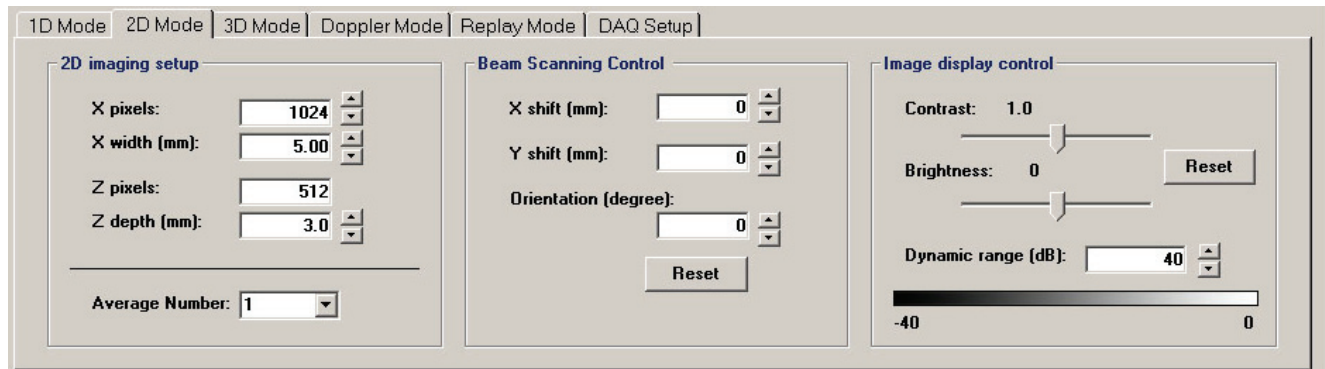 1D Mode 2D Mode 3D Mode Doppler Mode Replay Mode DAQ Setup
2D imaging setup
X pixels: 1024
X width (mm): 5.00
Z pixels: 512
Z depth (mm): 3.0
Average Number: 1
Beam Scanning Control
X shift (mm): 0
Y shift (mm): 0
Orientation (degree):
0
Reset
Image display control
Contrast: 1.0
Brightness: 0
Reset
Dynamic range (dB): 40
-40 0